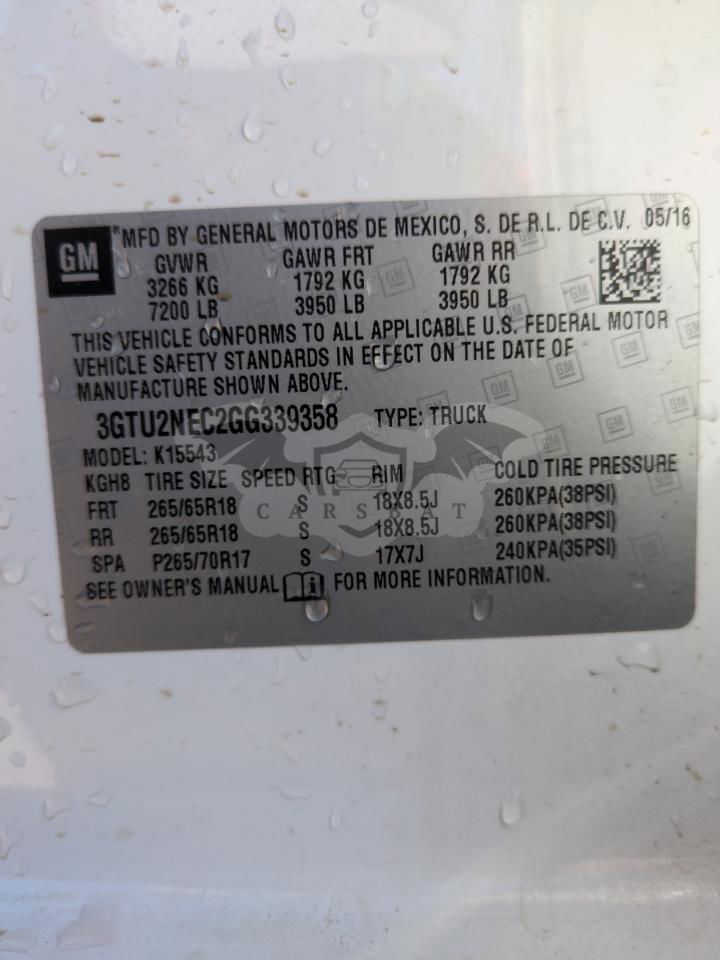 GM
®MFD BY GENERAL MOTORS DE MEXICO, S. DE R.L. DE C.V. 05/16
GVWR GAWR FRT GAWR RR
3266 KG 1792 KG 1792 KG
7200 LB 3950 LB 3950 LB
THIS VEHICLE CONFORMS TO ALL APPLICABLE U.S. FEDERAL MOTOR
VEHICLE SAFETY STANDARDS IN EFFECT ON THE DATE OF
MANUFACTURE SHOWN ABOVE.
3GTU2NEC2GG339358 TYPE: TRUCK
MODEL: K15543
KGH8 TIRE SIZE SPEED RTG RIM COLD TIRE PRESSURE
FRT 265/65R18 S 18X8.5J 260KPA(38PSI)
CARSBAT
RR 265/65R18 S 18X8.5J 260KPA(38PSI)
SPA P265/70R17 S 17X7J 240KPA(35PSI)
SEE OWNER'S MANUAL i FOR MORE INFORMATION.